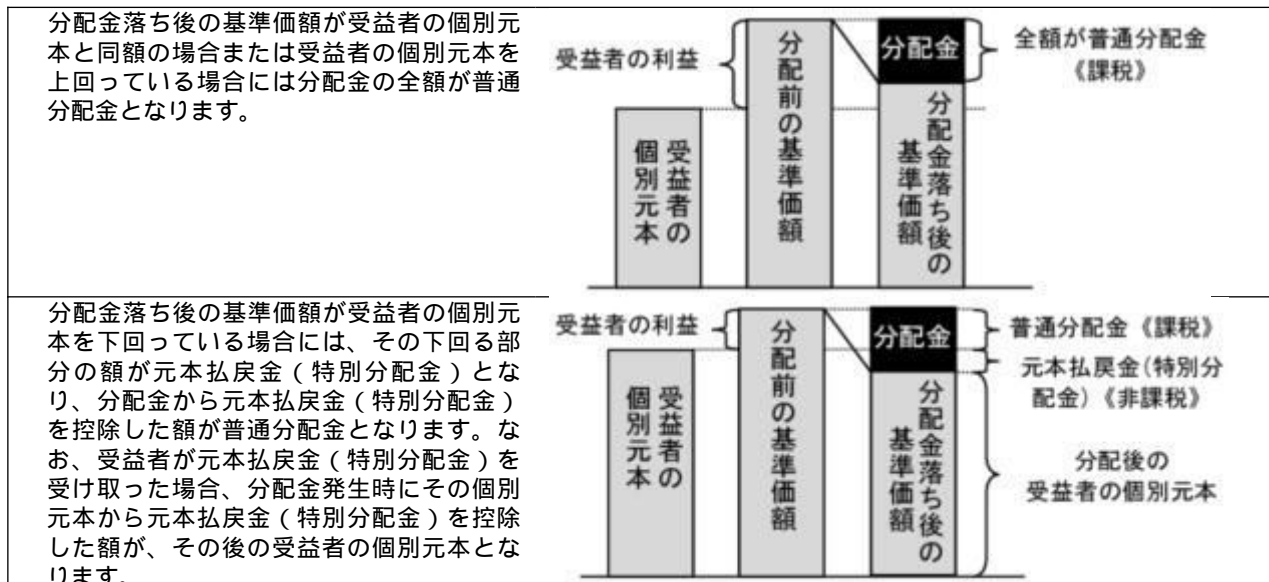 分配金落ち後の基準価額が受益者の個別元
本と同額の場合または受益者の個別元本を
上回っている場合には分配金の全額が普通
分配金となります。
受益者の利益
受益者の
個別元本
分配前の基準価額
分配金
分配金落ち後の
基準価額
全額が普通分配金
《課税》
分配金落ち後の基準価額が受益者の個別元
本を下回っている場合には、その下回る部
分の額が元本払戻金（特別分配金）とな
り、分配金から元本払戻金（特別分配金）
を控除した額が普通分配金となります。な
お、受益者が元本払戻金（特別分配金）を
受け取った場合、分配金発生時にその個別
元本から元本払戻金（特別分配金）を控除
した額が、その後の受益者の個別元本とな
ります。
受益者の利益
受益者の
個別元本
分配前の基準価額
分配金
分配金落ち後の
基準価額
普通分配金《課税》
元本払戻金(特別分
配金)《非課税》
分配後の
受益者の個別元本